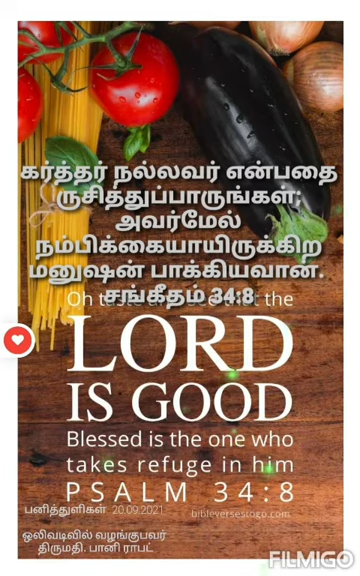 கர்த்தர் நல்லவர் என்பதை
ருசித்துப்பாருங்கள்;
அவர்மேல்
நம்பிக்கையாயிருக்கிற
மனுஷன் பாக்கியவான்.
சங்கீதம் 34:8
Oh the
LORD
IS GOOD
Blessed is the one who
takes refuge in him
PSALM 34:8
பனித்துளிகள் 20.09.2021
bibleversestogo.com
ஒலிவடிவில் வழங்குபவர்
திருமதி. பானி ராபட்
FILMIGO